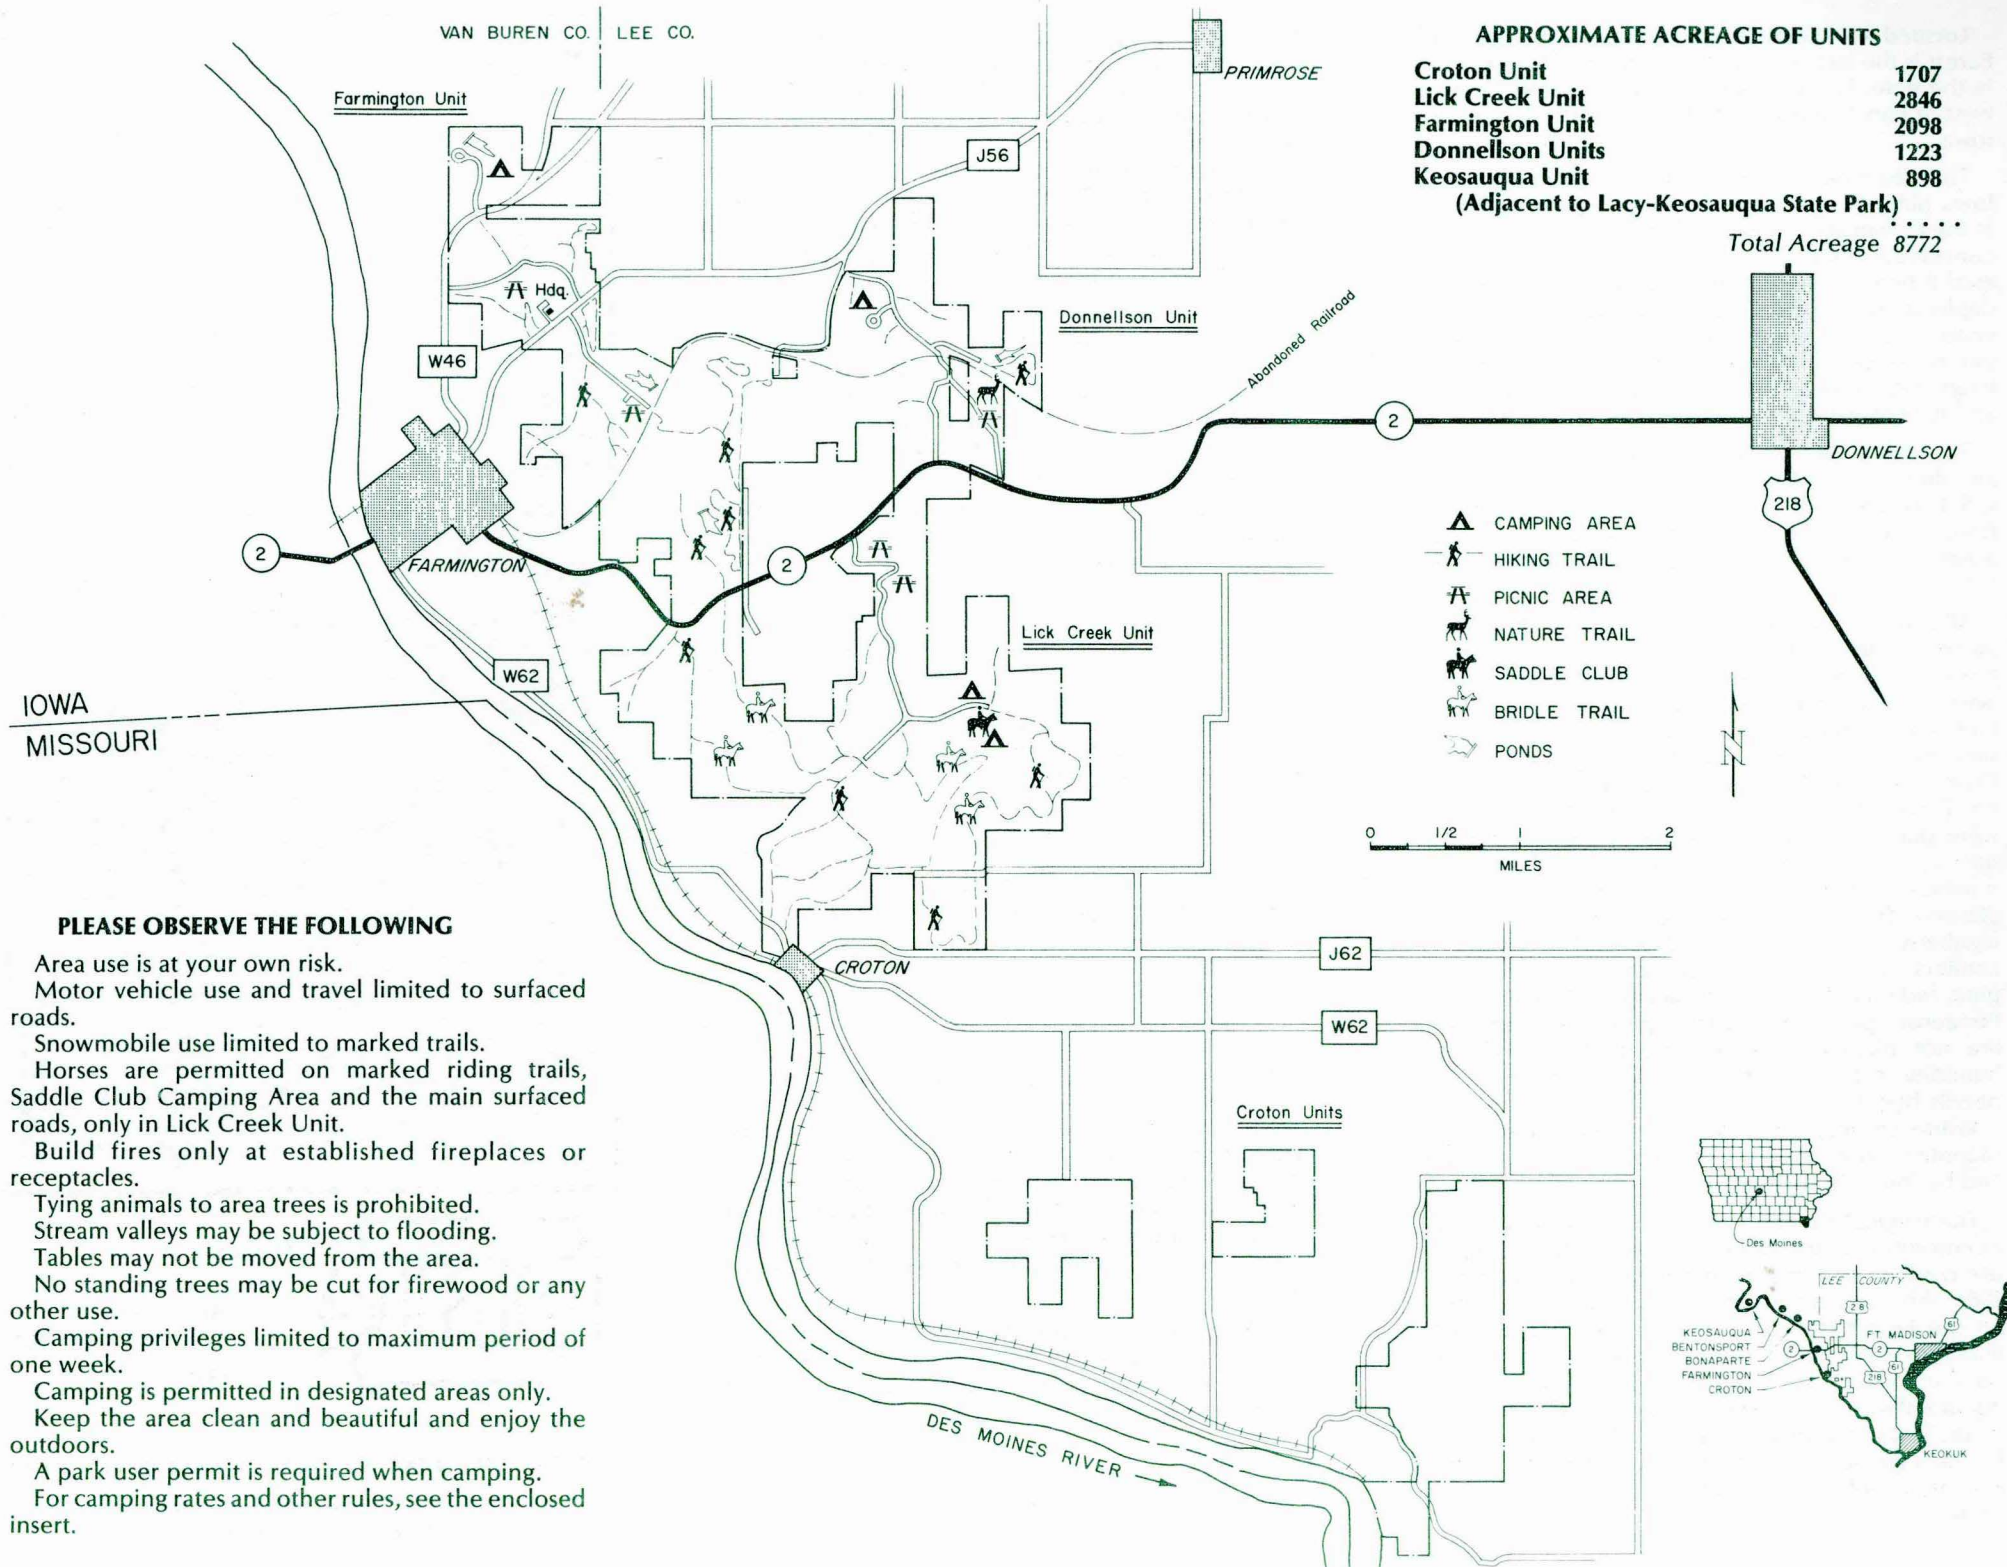 VAN BUREN CO. LEE CO.
PRIMROSE
Farmington Unit
J56
APPROXIMATE ACREAGE OF UNITS
Croton Unit 1707
Lick Creek Unit 2846
Farmington Unit 2098
Donnellson Units 1223
Keosauqua Unit 898
(Adjacent to Lacy-Keosauqua State Park)
Total Acreage 8772
Hdq.
Donnellson Unit
Abandoned Railroad
W46
2
DONNELLSON
218
2
FARMINGTON
2
CAMPING AREA
HIKING TRAIL
PICNIC AREA
NATURE TRAIL
SADDLE CLUB
BRIDLE TRAIL
PONDS
Lick Creek Unit
W62
IOWA
MISSOURI
N
0 1/2 1 2
MILES
PLEASE OBSERVE THE FOLLOWING
Area use is at your own risk.
Motor vehicle use and travel limited to surfaced
roads.
Snowmobile use limited to marked trails.
Horses are permitted on marked riding trails,
Saddle Club Camping Area and the main surfaced
roads, only in Lick Creek Unit.
Build fires only at established fireplaces or
receptacles.
Tying animals to area trees is prohibited.
Stream valleys may be subject to flooding.
Tables may not be moved from the area.
No standing trees may be cut for firewood or any
other use.
Camping privileges limited to maximum period of
one week.
Camping is permitted in designated areas only.
Keep the area clean and beautiful and enjoy the
outdoors.
A park user permit is required when camping.
For camping rates and other rules, see the enclosed
insert.
CROTON
J62
W62
Croton Units
DES MOINES RIVER
Des Moines
LEE COUNTY
218
61
KEOSAUQUA
BENTONSPORT
BONAPARTE
FARMINGTON
CROTON
2
2
FT. MADISON
61
218
KEOKUK